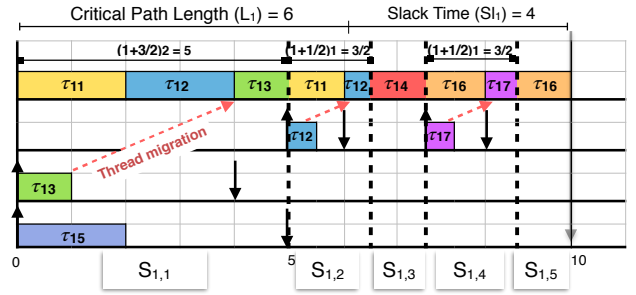 Critical Path Length (L₁) = 6 Slack Time (Sl₁) = 4
(1+3/2)2 = 5 (1+1/2)1 = 3/2 (1+1/2)1 = 3/2
τ11 τ12 τ13 τ11 τ12 τ14 τ16 τ17 τ16
τ12 τ17
Thread migration
τ13
τ15
0 5 10
S1,1 S1,2 S1,3 S1,4 S1,5